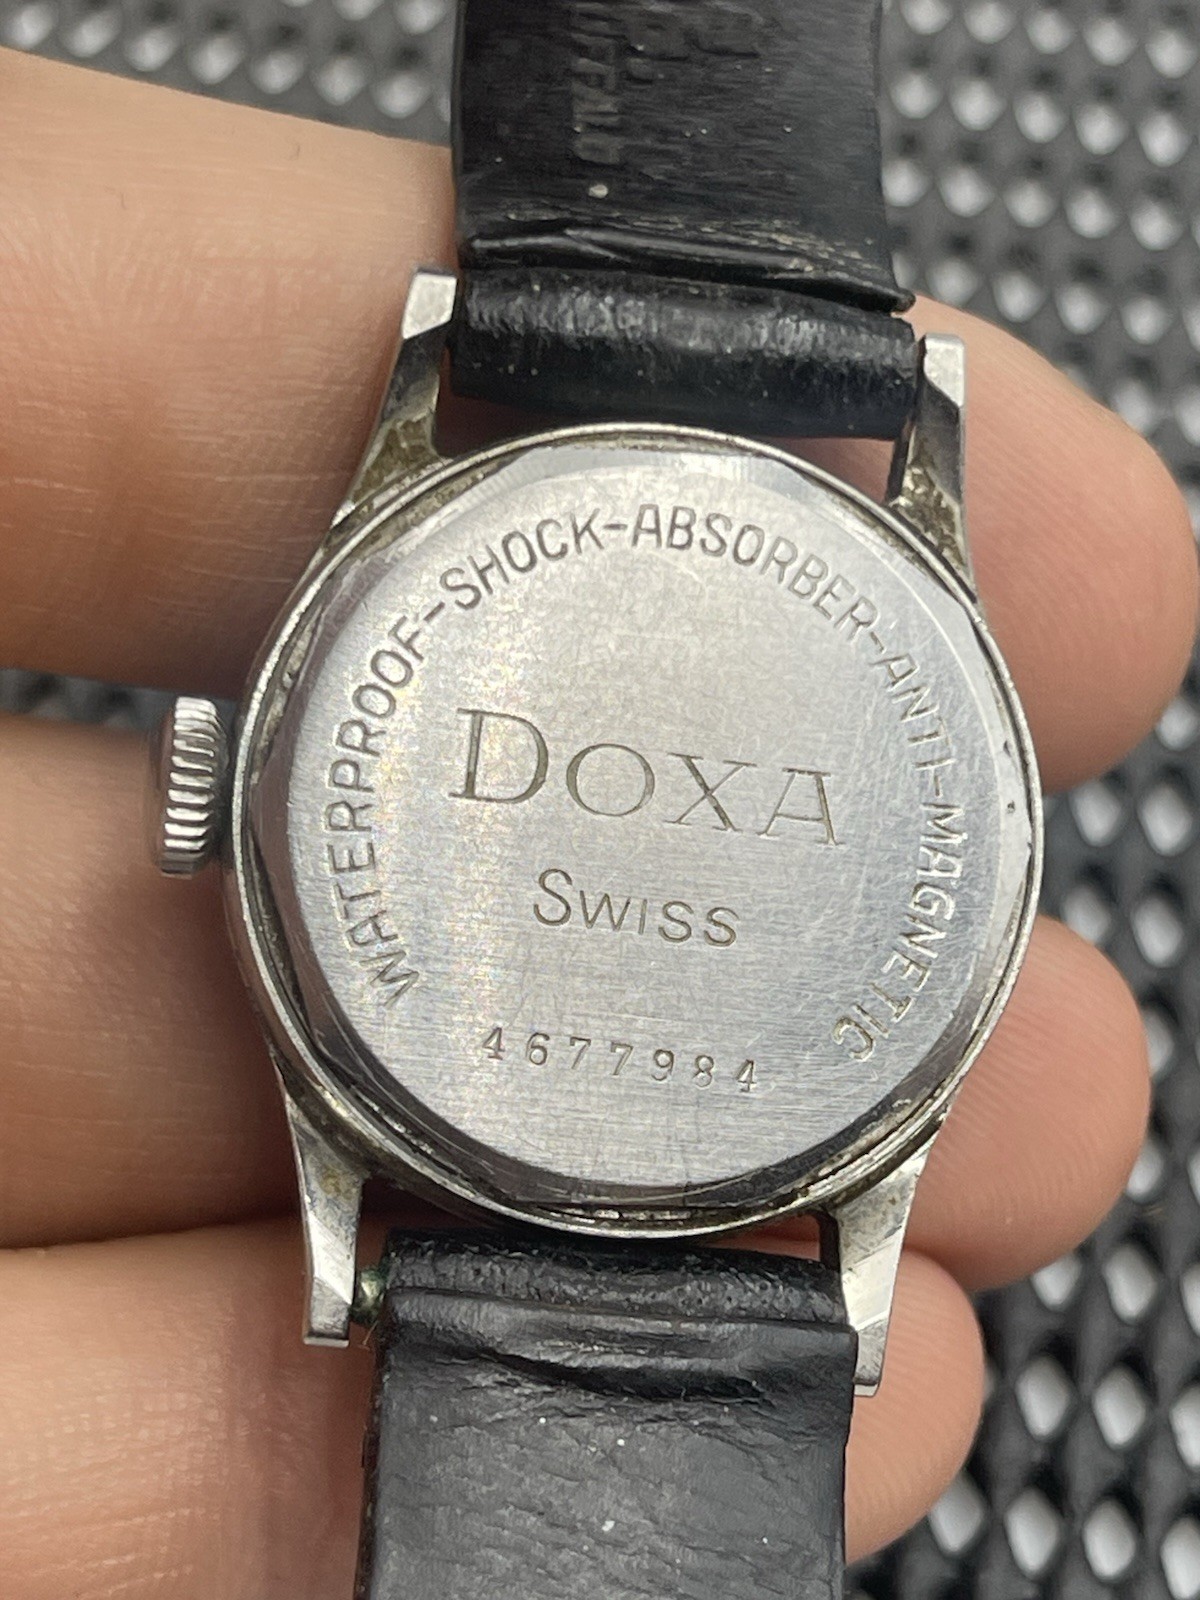 WATERPROOF-SHOCK-ABSORBER-ANTI-MAGNETIC
DOXA
SWISS
4677984